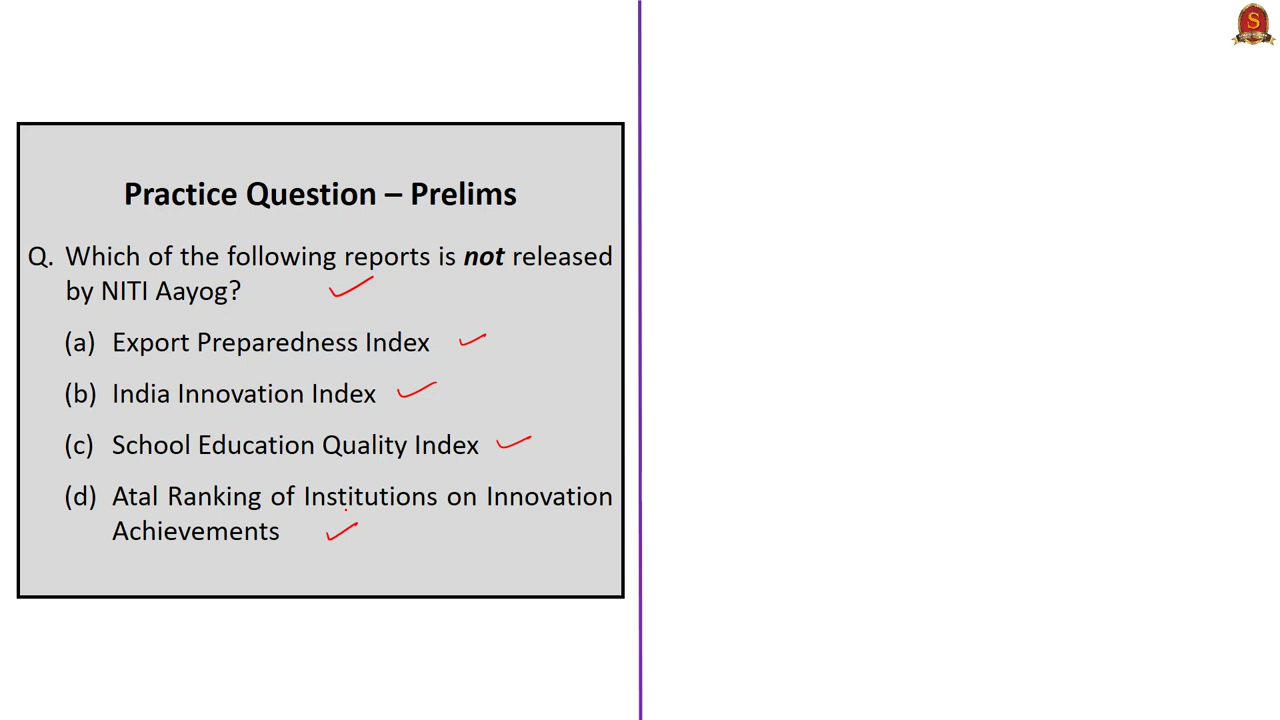 S
Practice Question – Prelims
Q. Which of the following reports is not released
by NITI Aayog?
(a) Export Preparedness Index
(b) India Innovation Index
(c) School Education Quality Index
(d) Atal Ranking of Institutions on Innovation
Achievements